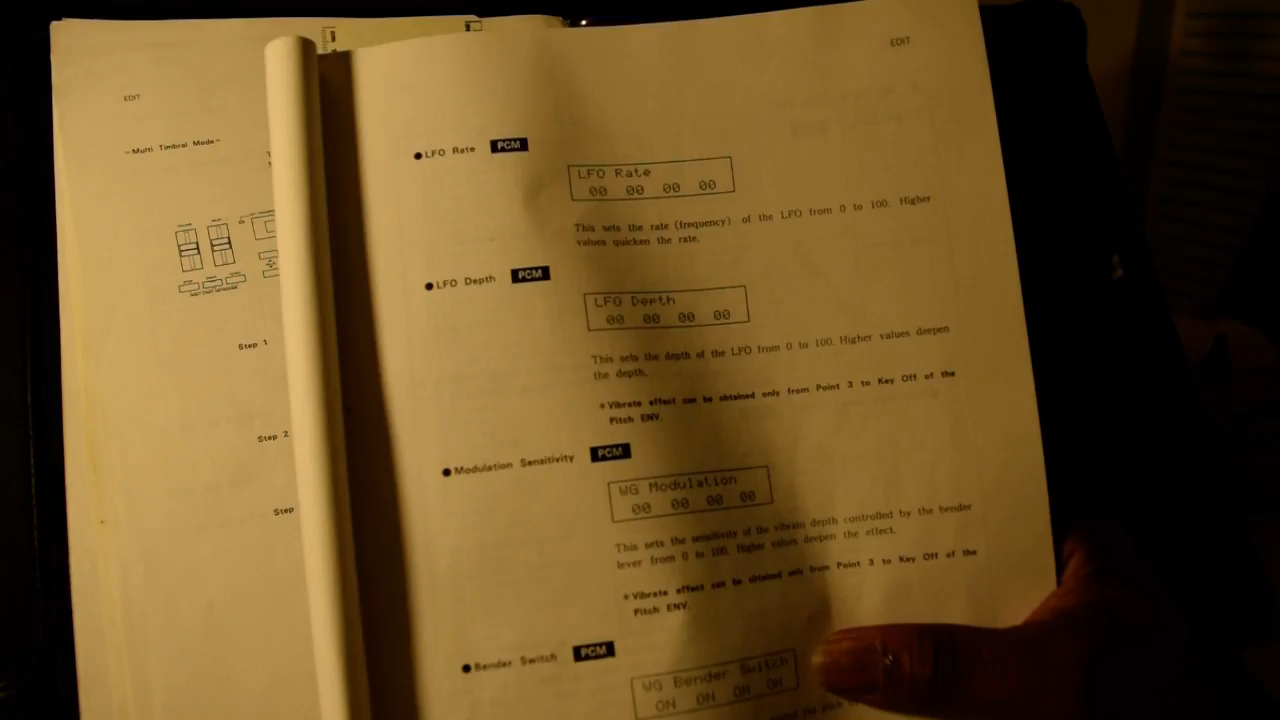 EDIT
-Multi Timbral Mode-
Step 1
Step 2
Step
EDIT
●LFO Rate PCM
LFO Rate
00 00 00 00
This sets the rate (frequency) of the LFO from 0 to 100. Higher
values quicken the rate.
●LFO Depth PCM
LFO Depth
00 00 00 00
This sets the depth of the LFO from 0 to 100. Higher values deepen
the depth.
*Vibrate effect can be obtained only from Point 3 to Key Off of the
Pitch ENV.
●Modulation Sensitivity PCM
WG Modulation
00 00 00 00
This sets the sensitivity of the vibrato depth controlled by the bender
lever from 0 to 100. Higher values deepen the effect.
*Vibrate effect can be obtained only from Point 3 to Key Off of the
Pitch ENV.
●Bender Switch PCM
WG Bender Switch
ON ON ON ON
the pitch